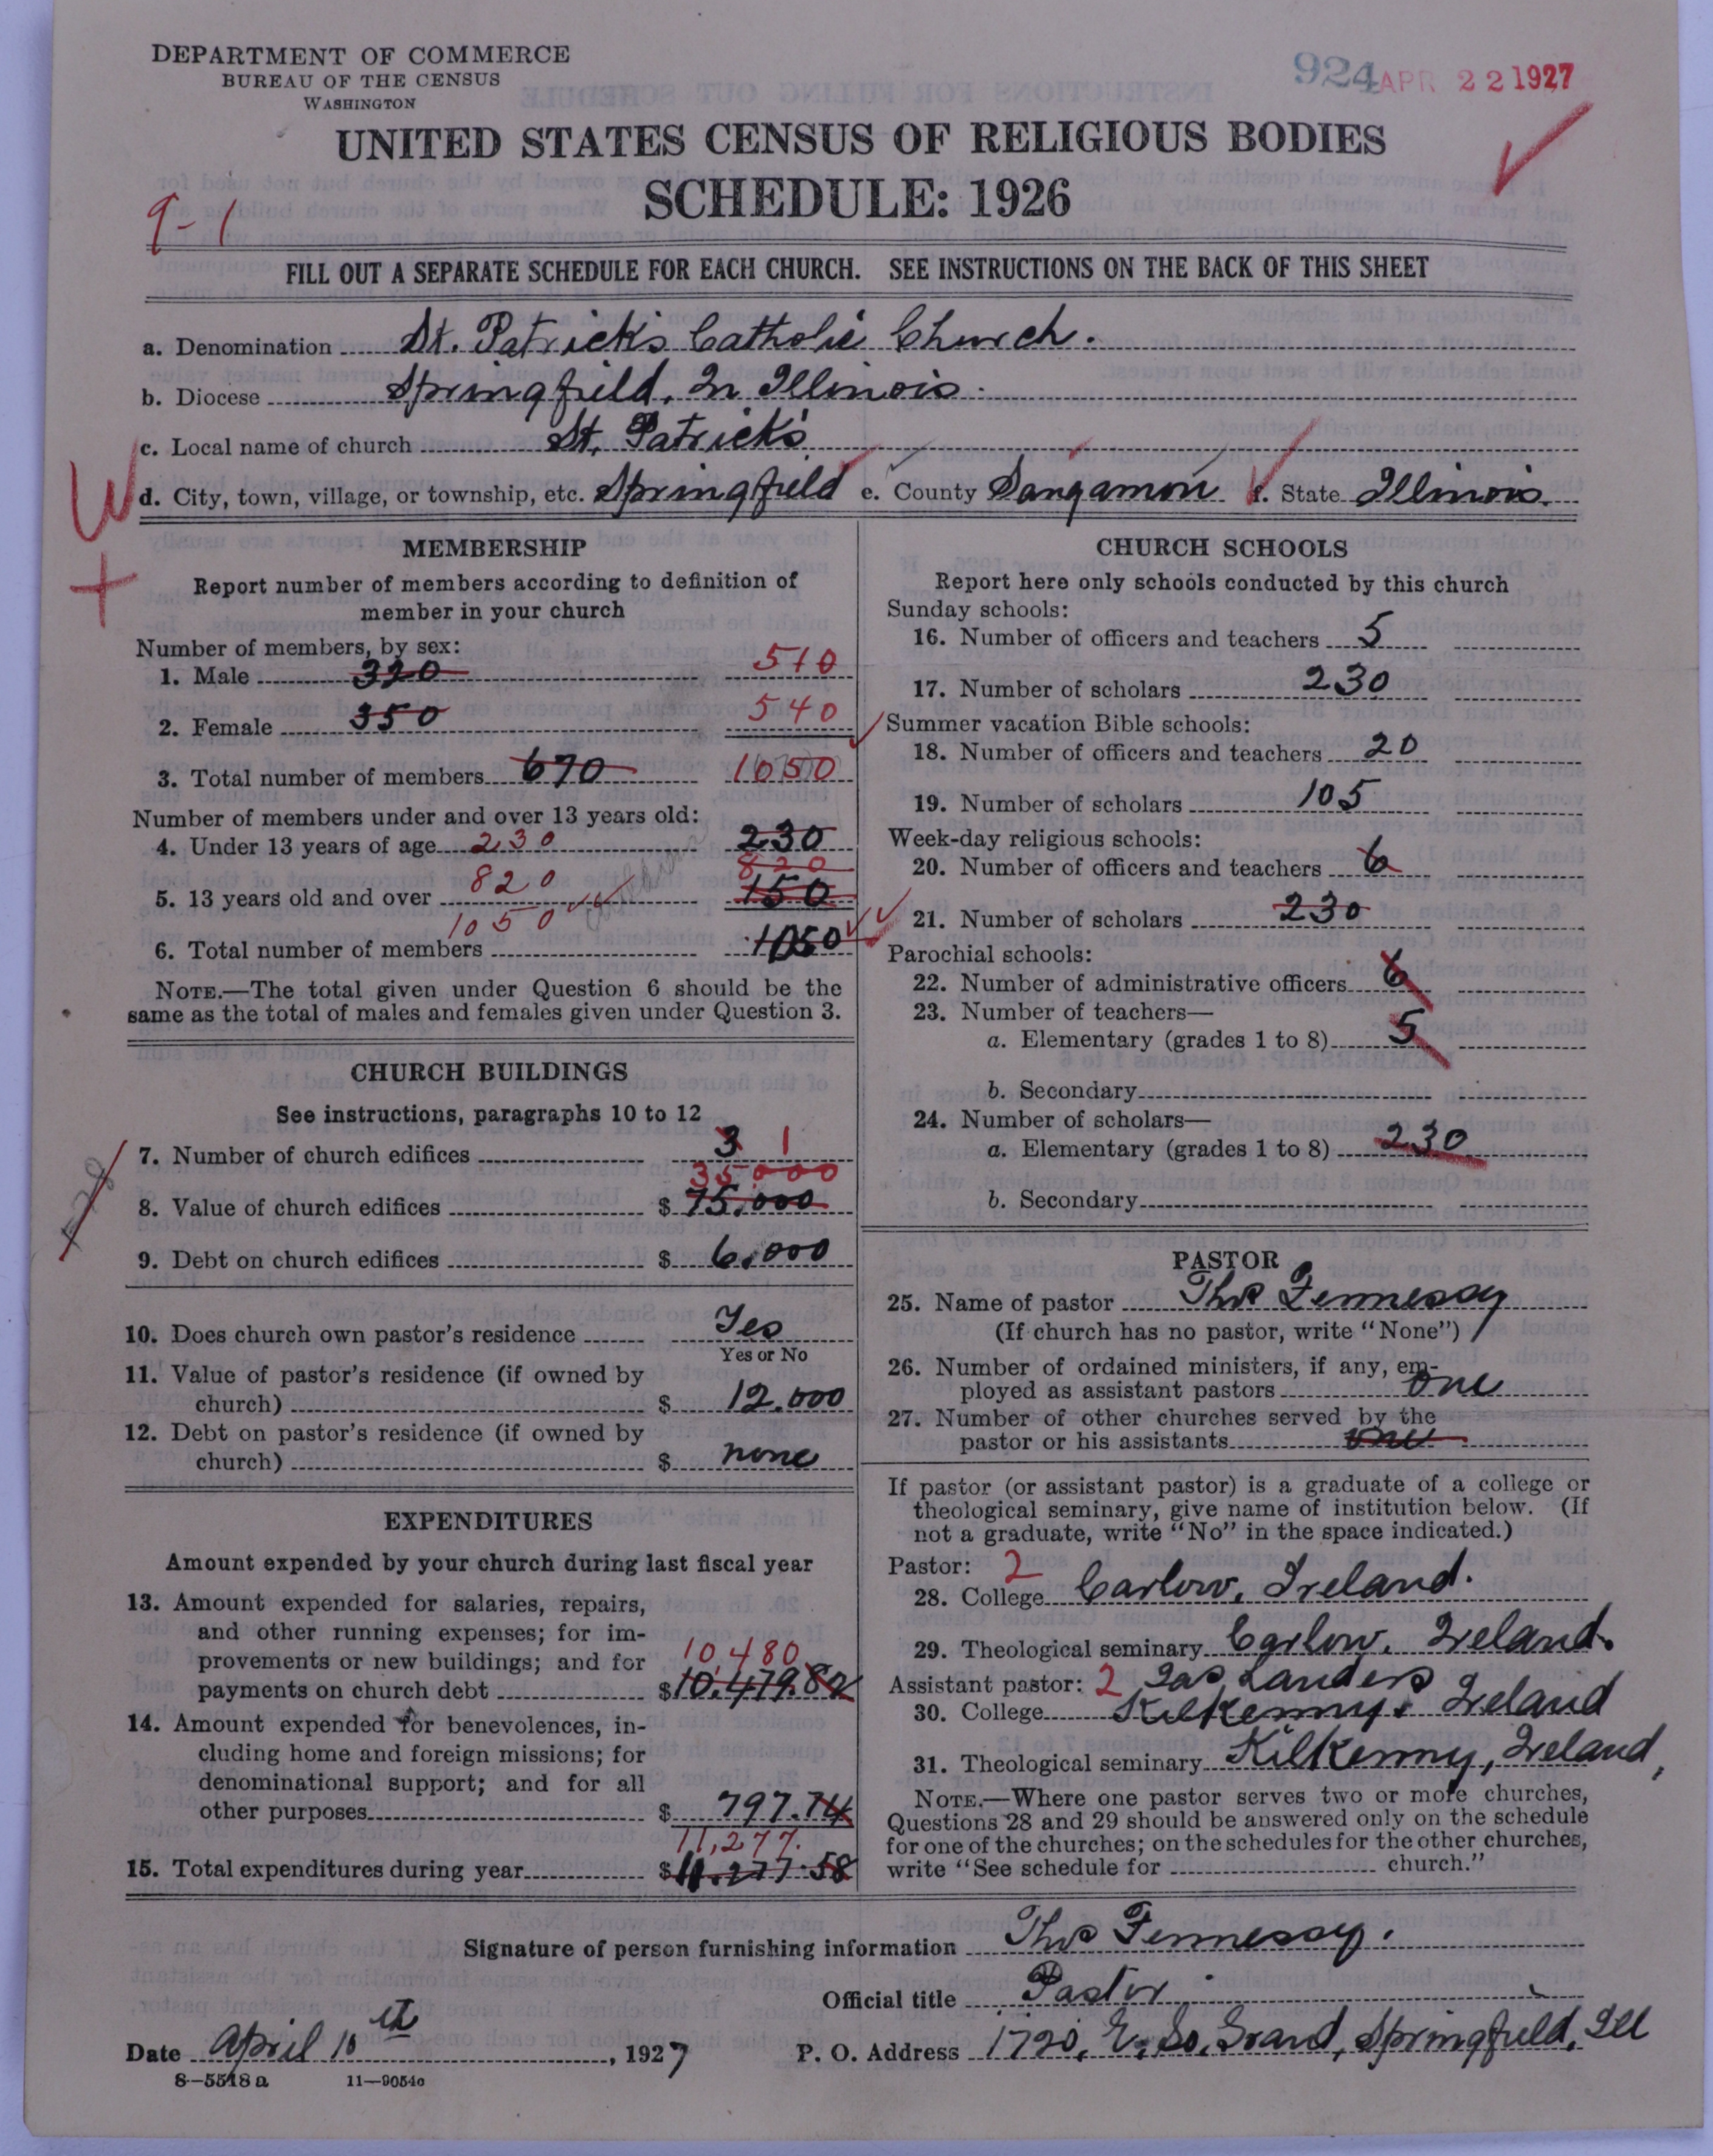 DEPARTMENT OF COMMERCE
BUREAU OF THE CENSUS
WASHINGTON
924 APR 22 1927
UNITED STATES CENSUS OF RELIGIOUS BODIES
SCHEDULE: 1926
9-1
FILL OUT A SEPARATE SCHEDULE FOR EACH CHURCH. SEE INSTRUCTIONS ON THE BACK OF THIS SHEET
a. Denomination St. Patrick's Catholic Church.
b. Diocese Springfield, In Illinois.
c. Local name of church St. Patrick's
W d. City, town, village, or township, etc. Springfield e. County Sangamon f. State Illinois.
MEMBERSHIP
Report number of members according to definition of
member in your church
Number of members, by sex:
1. Male 320 510
2. Female 350 540
3. Total number of members 670 1050
Number of members under and over 13 years old:
4. Under 13 years of age 230 230
820 820
5. 13 years old and over 150
1050
6. Total number of members 1050
NOTE.—The total given under Question 6 should be the
same as the total of males and females given under Question 3.
CHURCH BUILDINGS
See instructions, paragraphs 10 to 12
7. Number of church edifices 3 1
35.000
8. Value of church edifices $ 75.000
9. Debt on church edifices $ 6.000
10. Does church own pastor's residence Yes
Yes or No
11. Value of pastor's residence (if owned by
church) $ 12.000
12. Debt on pastor's residence (if owned by
church) $ none
EXPENDITURES
Amount expended by your church during last fiscal year
13. Amount expended for salaries, repairs,
and other running expenses; for im-
provements or new buildings; and for 10,480
payments on church debt $ 10.479.82
14. Amount expended for benevolences, in-
cluding home and foreign missions; for
denominational support; and for all
other purposes $ 797.74
11,277.
15. Total expenditures during year $ 11.277.58
CHURCH SCHOOLS
Report here only schools conducted by this church
Sunday schools:
16. Number of officers and teachers 5
17. Number of scholars 230
Summer vacation Bible schools:
18. Number of officers and teachers 20
19. Number of scholars 105
Week-day religious schools:
20. Number of officers and teachers 6
21. Number of scholars 230
Parochial schools:
22. Number of administrative officers 6
23. Number of teachers—
a. Elementary (grades 1 to 8) 5
b. Secondary
24. Number of scholars—
a. Elementary (grades 1 to 8) 230
b. Secondary
PASTOR
25. Name of pastor Thos Fennessy
(If church has no pastor, write "None")
26. Number of ordained ministers, if any, em-
ployed as assistant pastors one
27. Number of other churches served by the
pastor or his assistants one
If pastor (or assistant pastor) is a graduate of a college or
theological seminary, give name of institution below. (If
not a graduate, write "No" in the space indicated.)
Pastor: 2
28. College Carlow, Ireland.
29. Theological seminary Carlow, Ireland.
Assistant pastor: 2 Jas Landers
30. College Kilkenny, Ireland
31. Theological seminary Kilkenny, Ireland,
NOTE.—Where one pastor serves two or more churches,
Questions 28 and 29 should be answered only on the schedule
for one of the churches; on the schedules for the other churches,
write "See schedule for church."
Signature of person furnishing information Thos Fennessy.
Official title Pastor.
Date April 10th, 1927 P. O. Address 1720, E. So. Grand, Springfield, Ill
8—5518 a 11—9054c